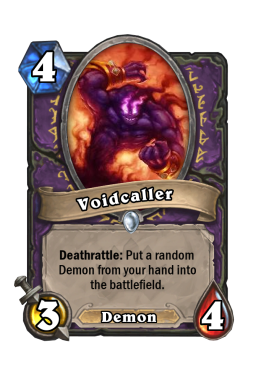 4
Voidcaller
Deathrattle: Put a random
Demon from your hand into
the battlefield.
3
Demon
4